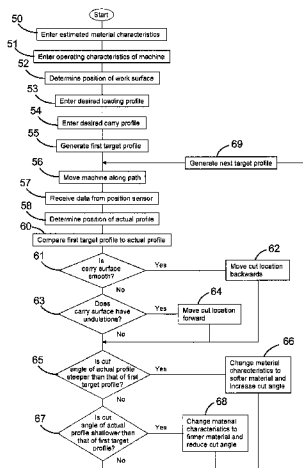 Start
50
Enter estimated material characteristics
51
Enter operating characteristics of machine
52
Determine position of work surface
53
Enter desired loading profile
54
Enter desired carry profile
55
Generate first target profile
69
Generate next target profile
56
Move machine along path
57
Receive data from position sensor
58
Determine position of actual profile
60
Compare first target profile to actual profile
61
Is
carry surface
smooth?
Yes
62
Move cut location
backwards
No
63
Does
carry surface have
undulations?
Yes
64
Move cut location
forward
No
65
Is cut
angle of actual profile
steeper than that of first
target profile?
Yes
66
Change material
characteristics to
softer material and
increase cut angle
No
67
Is cut
angle of actual profile
shallower than that of first
target profile?
Yes
68
Change material
characteristics to
firmer material and
reduce cut angle
No